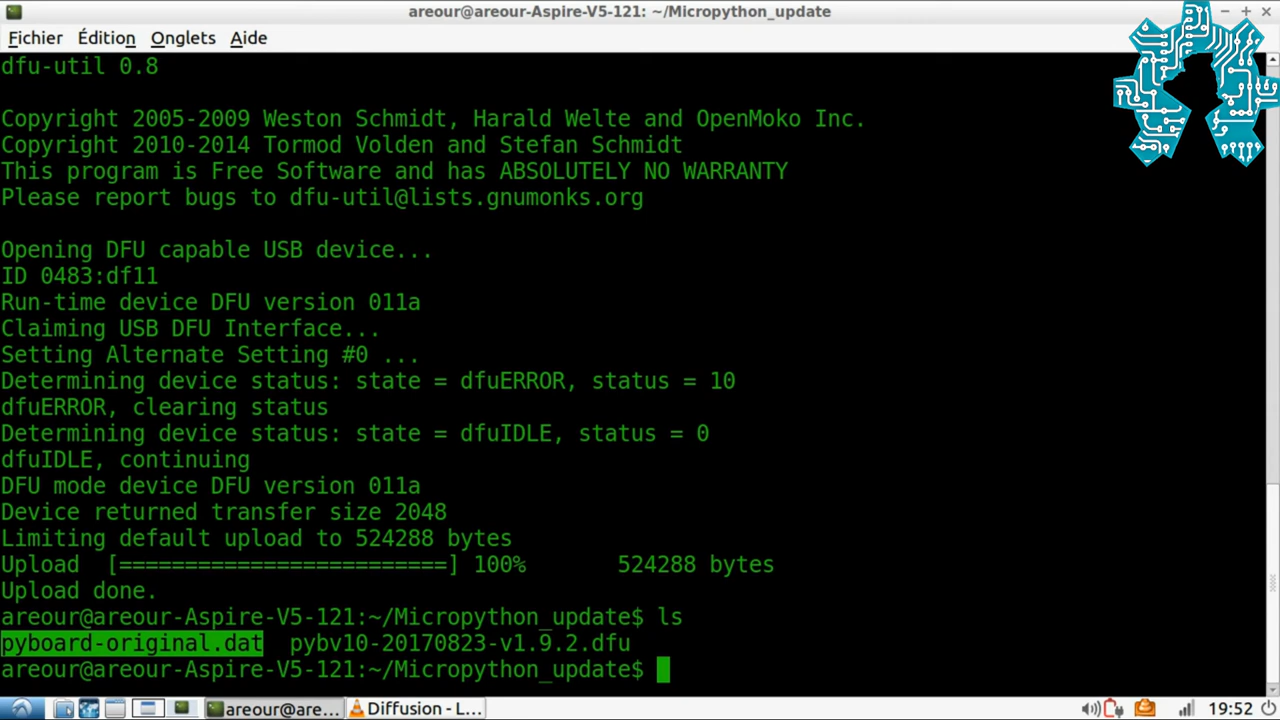 areour@areour-Aspire-V5-121: ~/Micropython_update
Fichier Édition Onglets Aide
dfu-util 0.8
Copyright 2005-2009 Weston Schmidt, Harald Welte and OpenMoko Inc.
Copyright 2010-2014 Tormod Volden and Stefan Schmidt
This program is Free Software and has ABSOLUTELY NO WARRANTY
Please report bugs to dfu-util@lists.gnumonks.org
Opening DFU capable USB device...
ID 0483:df11
Run-time device DFU version 011a
Claiming USB DFU Interface...
Setting Alternate Setting #0 ...
Determining device status: state = dfuERROR, status = 10
dfuERROR, clearing status
Determining device status: state = dfuIDLE, status = 0
dfuIDLE, continuing
DFU mode device DFU version 011a
Device returned transfer size 2048
Limiting default upload to 524288 bytes
Upload [=========================] 100% 524288 bytes
Upload done.
areour@areour-Aspire-V5-121:~/Micropython_update$ ls
pyboard-original.dat pybv10-20170823-v1.9.2.dfu
areour@areour-Aspire-V5-121:~/Micropython_update$
areour@are... Diffusion - L... 19:52